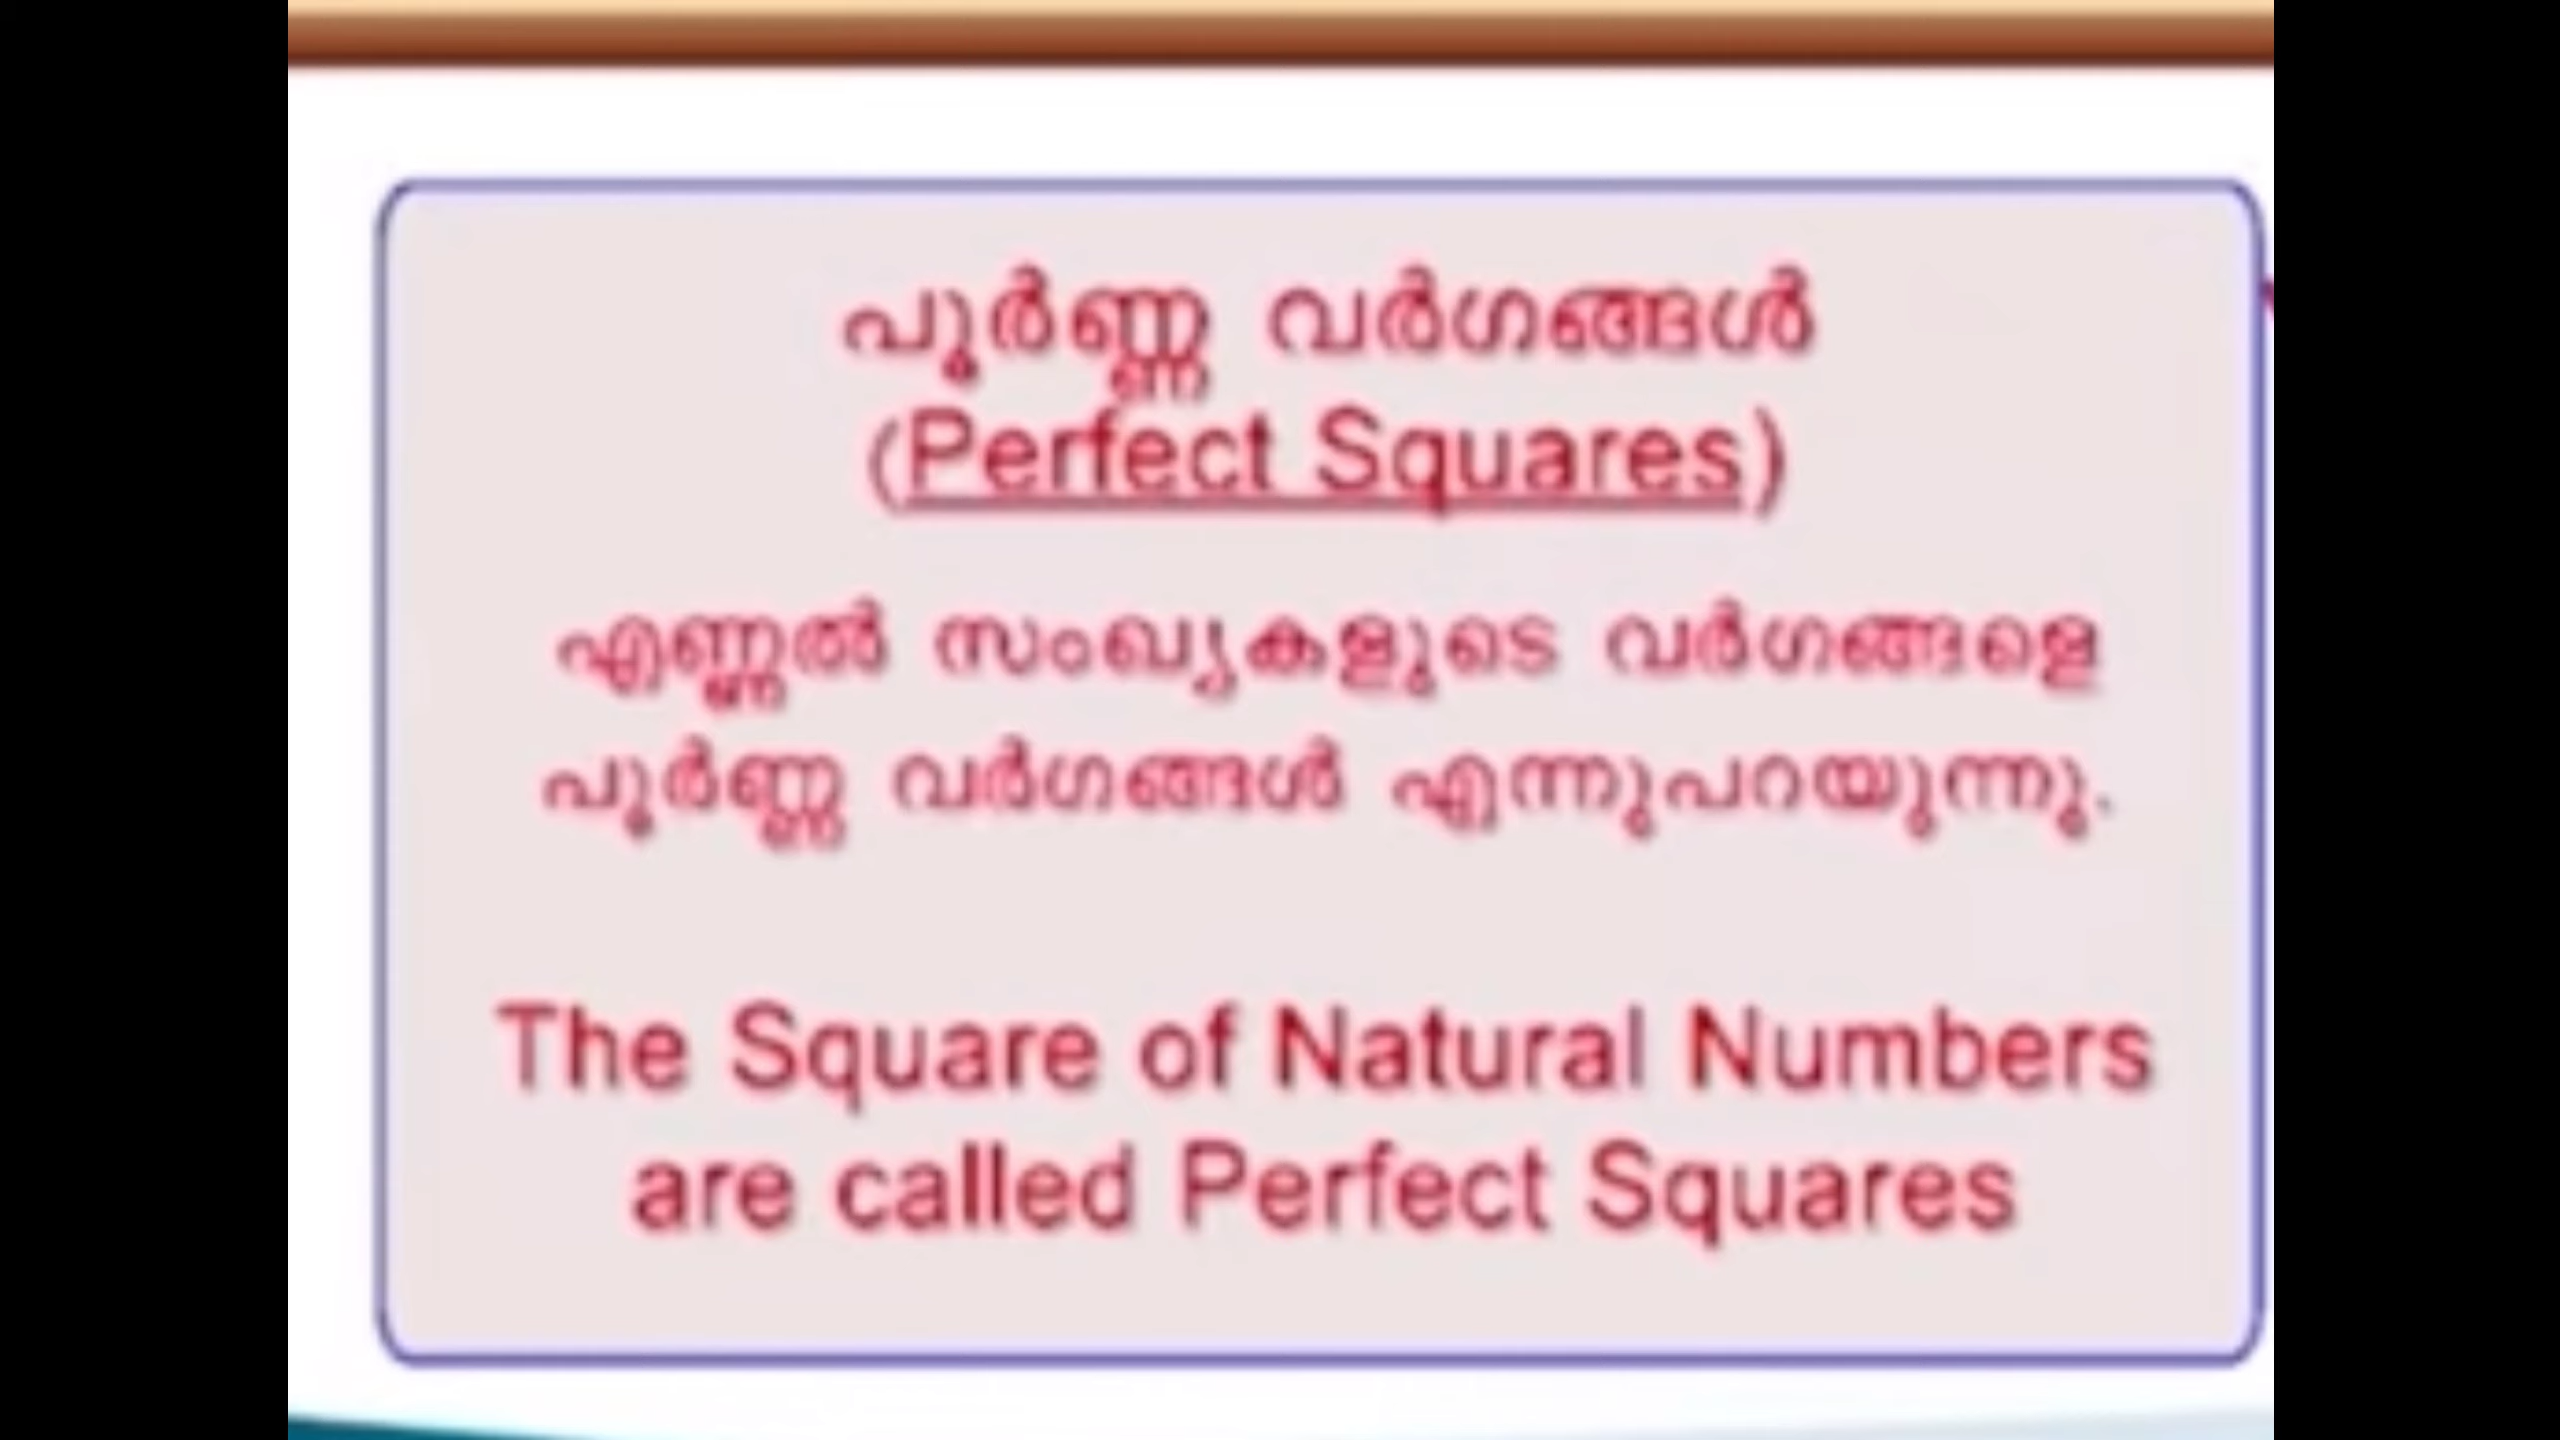 പൂർണ്ണ വർഗങ്ങൾ
(Perfect Squares)
എണ്ണൽ സംഖ്യകളുടെ വർഗങ്ങളെ
പൂർണ്ണ വർഗങ്ങൾ എന്നുപറയുന്നു.
The Square of Natural Numbers
are called Perfect Squares